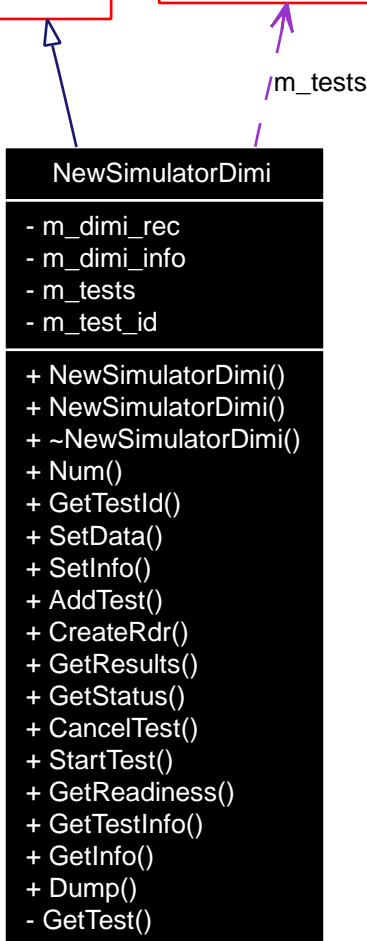 m_tests
NewSimulatorDimi
- m_dimi_rec
- m_dimi_info
- m_tests
- m_test_id
+ NewSimulatorDimi()
+ NewSimulatorDimi()
+ ~NewSimulatorDimi()
+ Num()
+ GetTestId()
+ SetData()
+ SetInfo()
+ AddTest()
+ CreateRdr()
+ GetResults()
+ GetStatus()
+ CancelTest()
+ StartTest()
+ GetReadiness()
+ GetTestInfo()
+ GetInfo()
+ Dump()
- GetTest()